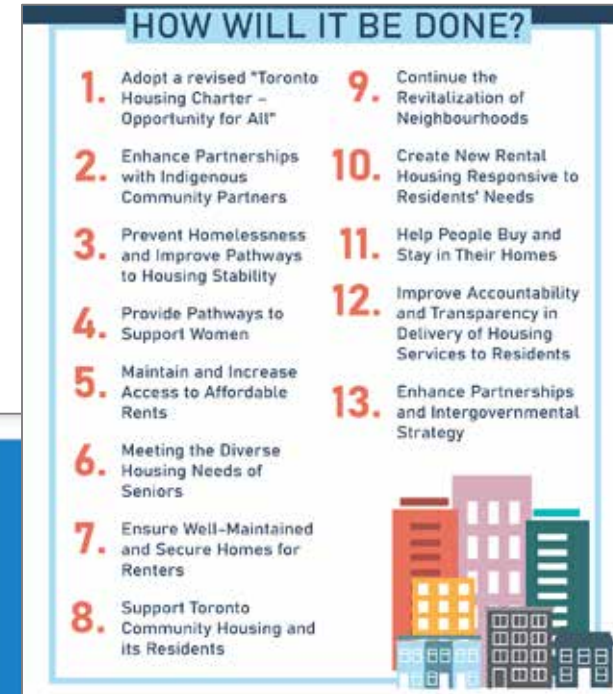 HOW WILL IT BE DONE?
1. Adopt a revised "Toronto
Housing Charter –
Opportunity for All"
2. Enhance Partnerships
with Indigenous
Community Partners
3. Prevent Homelessness
and Improve Pathways
to Housing Stability
4. Provide Pathways to
Support Women
5. Maintain and Increase
Access to Affordable
Rents
6. Meeting the Diverse
Housing Needs of
Seniors
7. Ensure Well-Maintained
and Secure Homes for
Renters
8. Support Toronto
Community Housing and
its Residents
9. Continue the
Revitalization of
Neighbourhoods
10. Create New Rental
Housing Responsive to
Residents' Needs
11. Help People Buy and
Stay in Their Homes
12. Improve Accountability
and Transparency in
Delivery of Housing
Services to Residents
13. Enhance Partnerships
and Intergovernmental
Strategy